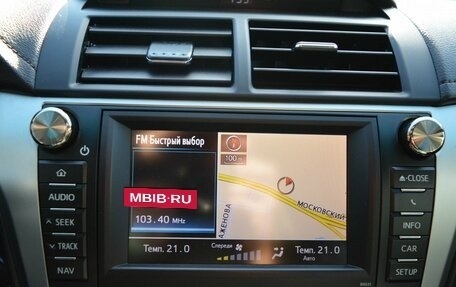 FM Быстрый выбор
100 м
MBIB.RU
МОСКОВСКИЙ
103.40 MHz
АЖЕНОВА
Темп. 21.0
Спереди
Темп. 21.0
Авто
AUDIO
SEEK
TRACK
NAV
CLOSE
INFO
CAR
SETUP